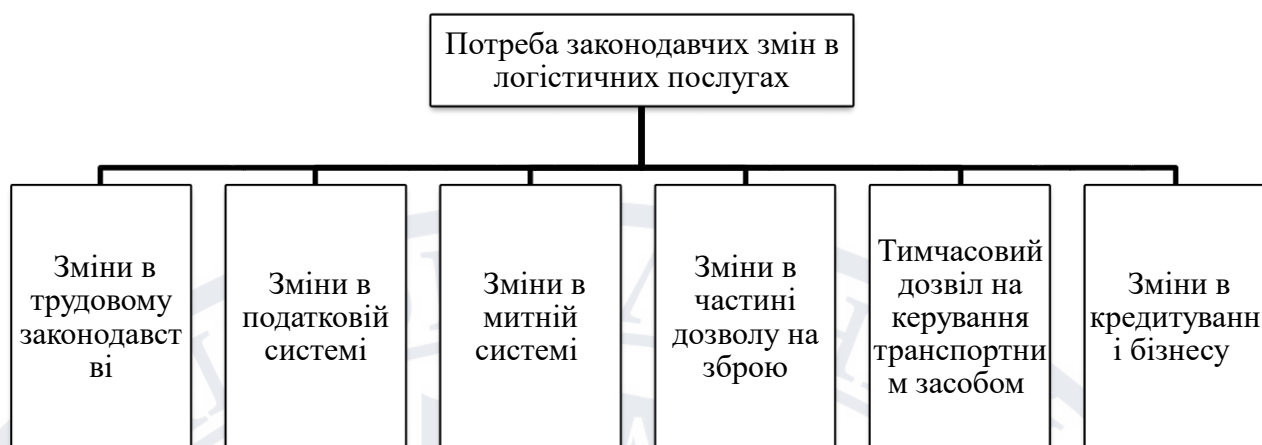 Потреба законодавчих змін в
логістичних послугах
Зміни в
трудовому
законодавст
ві
Зміни в
податковій
системі
Зміни в
митній
системі
Зміни в
частині
дозволу на
зброю
Тимчасовий
дозвіл на
керування
транспортни
м засобом
Зміни в
кредитуванн
і бізнесу